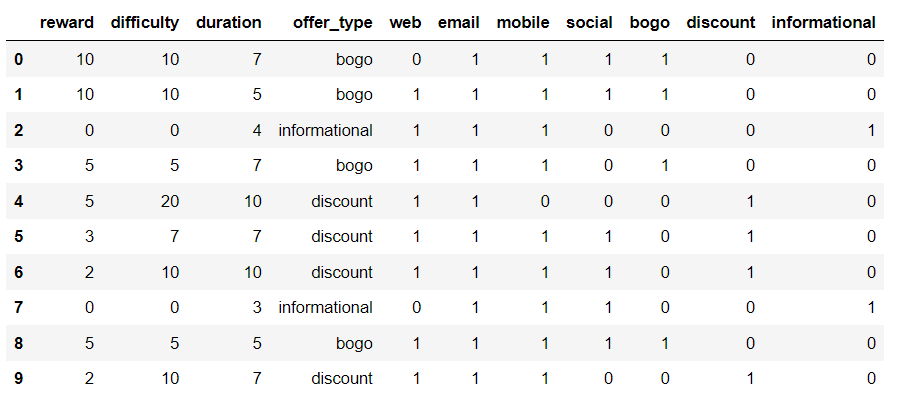 reward difficulty duration offer_type web email mobile social bogo discount informational
0 10 10 7 bogo 0 1 1 1 1 0 0
1 10 10 5 bogo 1 1 1 1 1 0 0
2 0 0 4 informational 1 1 1 0 0 0 1
3 5 5 7 bogo 1 1 1 0 1 0 0
4 5 20 10 discount 1 1 0 0 0 1 0
5 3 7 7 discount 1 1 1 1 0 1 0
6 2 10 10 discount 1 1 1 1 0 1 0
7 0 0 3 informational 0 1 1 1 0 0 1
8 5 5 5 bogo 1 1 1 1 1 0 0
9 2 10 7 discount 1 1 1 0 0 1 0